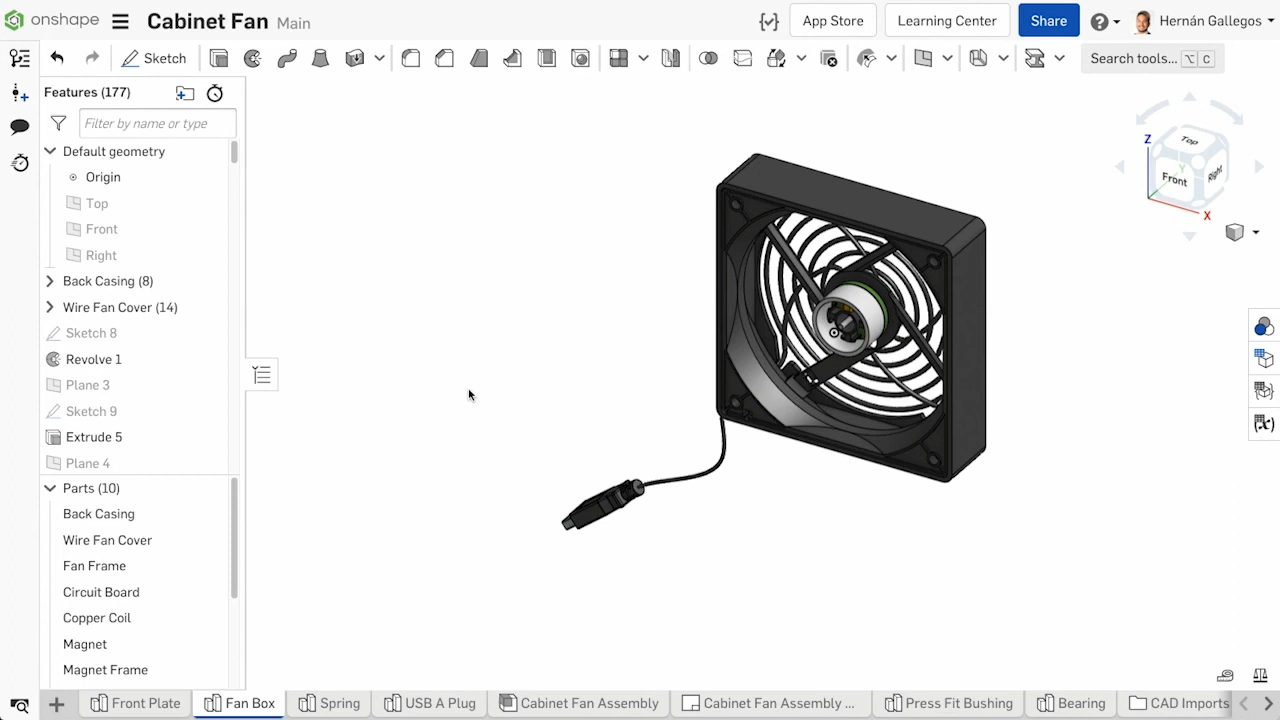 onshape Cabinet Fan Main App Store Learning Center Share Hernán Gallegos
Sketch Search tools... ⌥ C
Features (177)
Filter by name or type
Default geometry
Origin
Top
Front
Right
Back Casing (8)
Wire Fan Cover (14)
Sketch 8
Revolve 1
Plane 3
Sketch 9
Extrude 5
Plane 4
Parts (10)
Back Casing
Wire Fan Cover
Fan Frame
Circuit Board
Copper Coil
Magnet
Magnet Frame
Z
Top
Y
Front
Right
X
Front Plate Fan Box Spring USB A Plug Cabinet Fan Assembly Cabinet Fan Assembly ... Press Fit Bushing Bearing CAD Imports